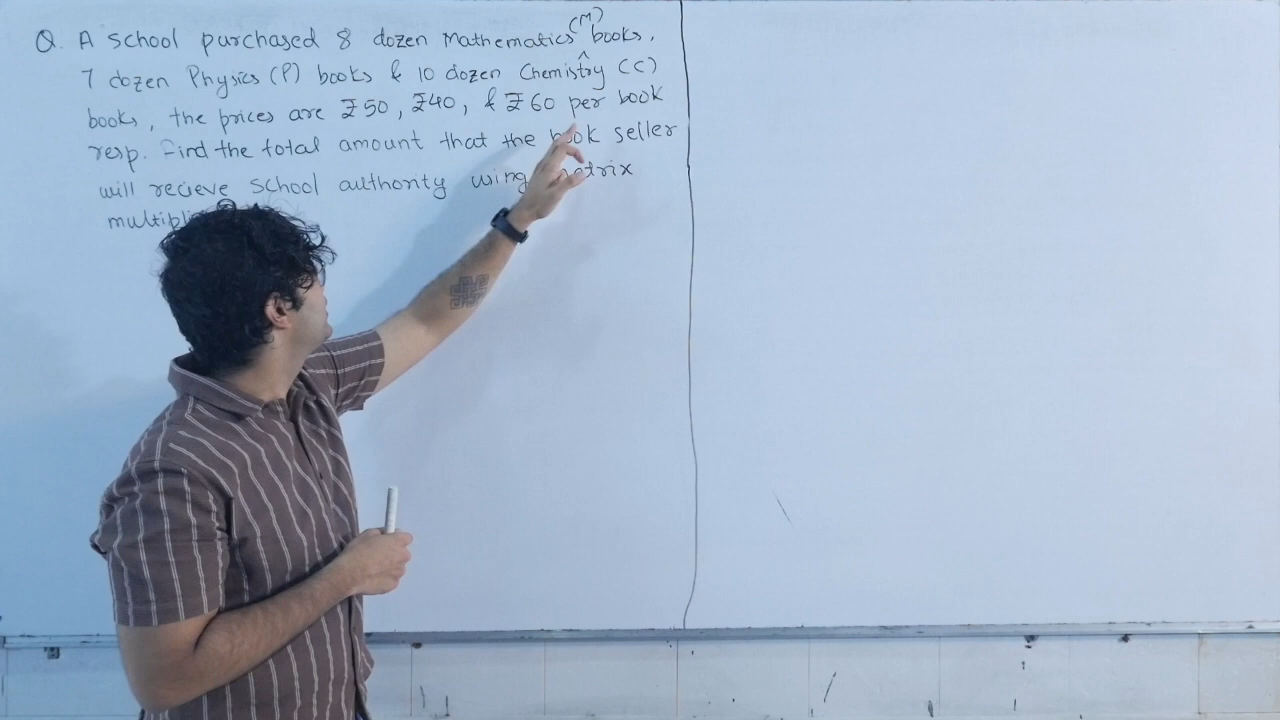 Q. A school purchased 8 dozen Mathematics^(M) books,
7 dozen Physics (P) books & 10 dozen Chemistry (C)
books, the prices are ₹50, ₹40, & ₹60 per book
resp. Find the total amount that the book seller
will recieve school authority using matrix